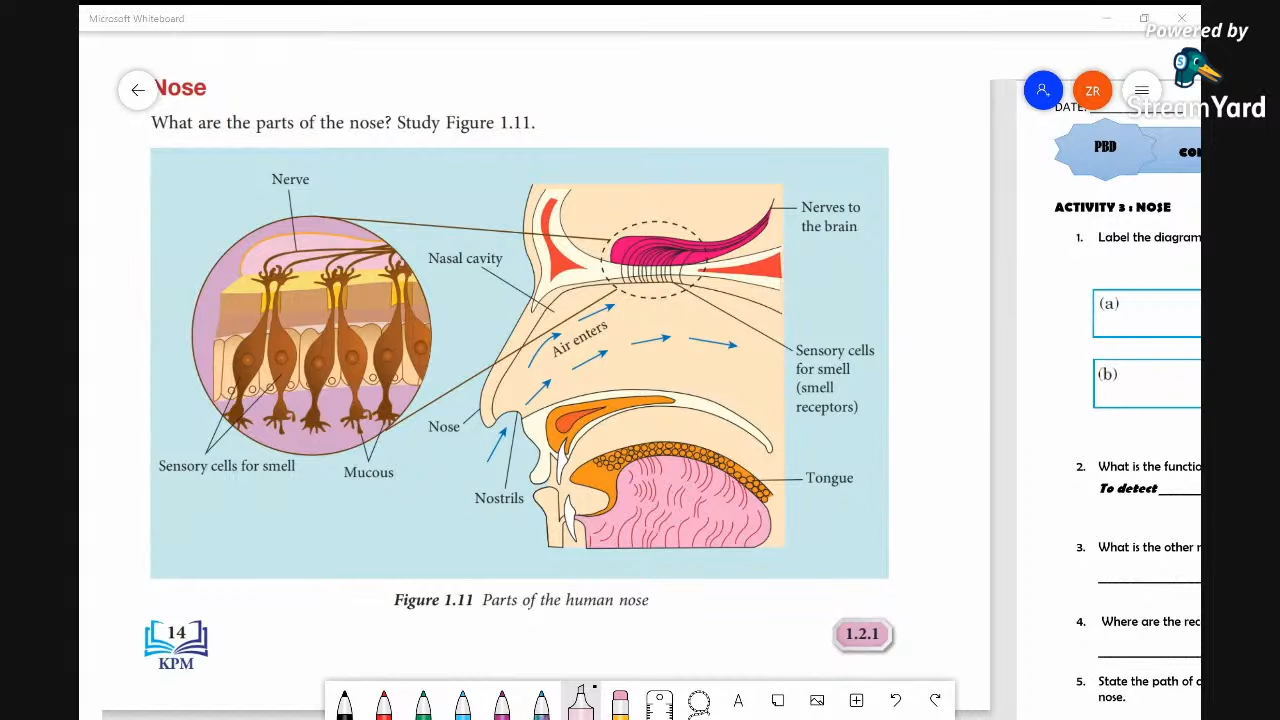 Microsoft Whiteboard
Powered by
StreamYard
ZR
Nose
What are the parts of the nose? Study Figure 1.11.
Nerve
Nasal cavity
Nerves to
the brain
Air enters
Sensory cells
for smell
(smell
receptors)
Nose
Sensory cells for smell
Mucous
Nostrils
Tongue
Figure 1.11 Parts of the human nose
14
KPM
1.2.1
DATE:
PBD
ACTIVITY 3 : NOSE
1. Label the diagram
(a)
(b)
2. What is the
To detect
3. What is the other
4. Where are the
5. State the path of
nose.